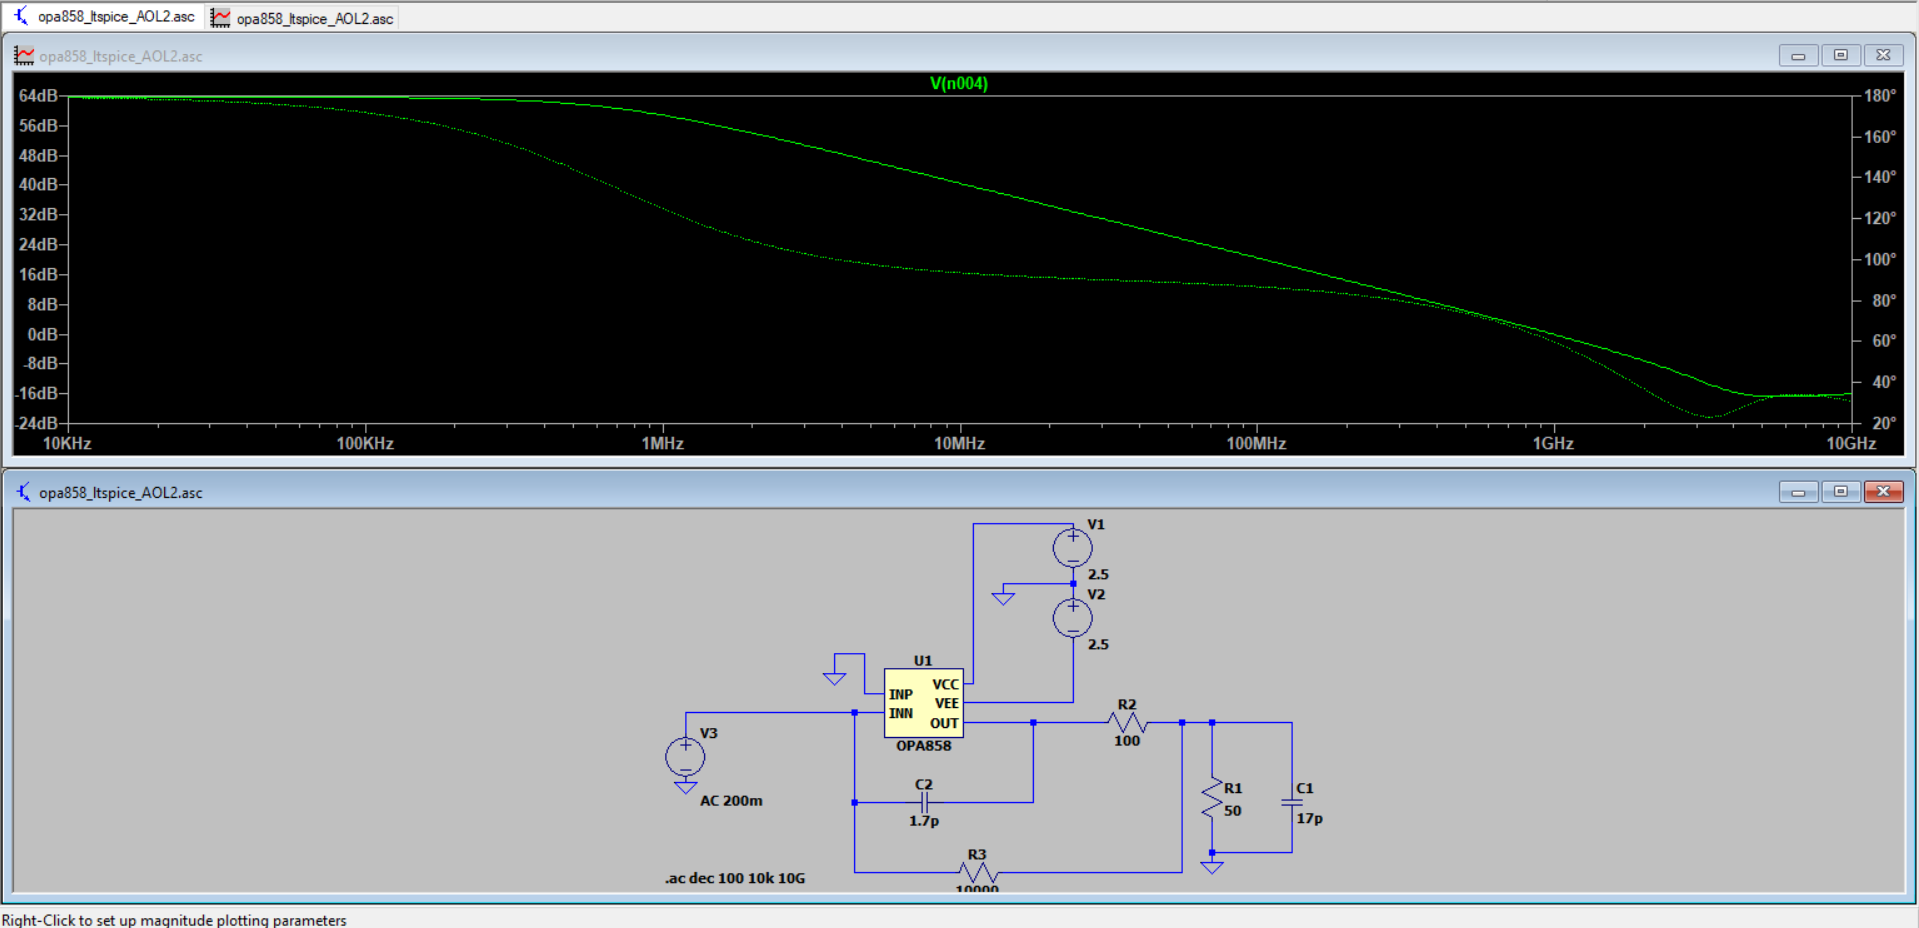 opa858_ltspice_AOL2.asc opa858_ltspice_AOL2.asc
opa858_ltspice_AOL2.asc
V(n004)
64dB 180°
56dB 160°
48dB 140°
40dB 120°
32dB 100°
24dB 80°
16dB 60°
8dB 40°
0dB 20°
-8dB
-16dB
-24dB
10KHz 100KHz 1MHz 10MHz 100MHz 1GHz 10GHz
opa858_ltspice_AOL2.asc
V1
2.5
V2
2.5
U1
VCC
INP
VEE
INN
OUT
OPA858
R2
100
V3
AC 200m
C2
1.7p
R1
50
C1
17p
R3
10000
.ac dec 100 10k 10G
Right-Click to set up magnitude plotting parameters